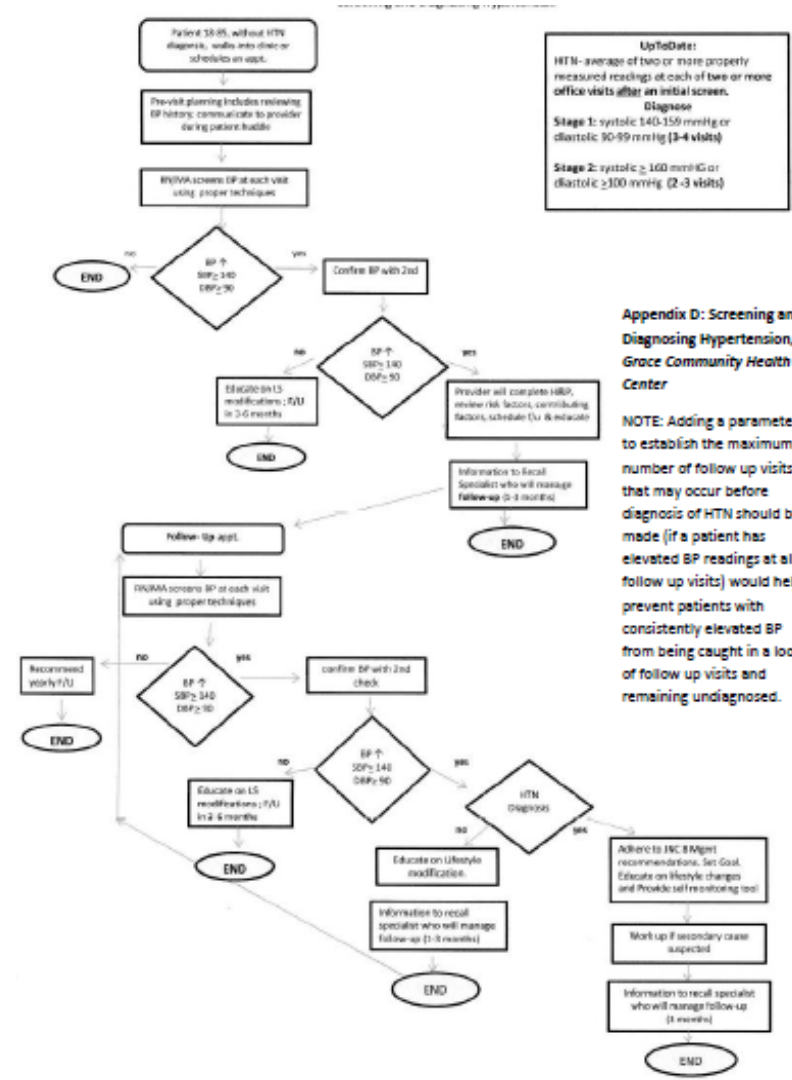 Patient 18-85, without HTN
diagnosis, walks into clinic or
schedules an appt.
Pre-visit planning includes reviewing
BP history; communicate to provider
during patient huddle
RN/MA screens BP at each visit
using proper techniques
UpToDate:
HTN- average of two or more properly
measured readings at each of two or more
office visits after an initial screen.
Diagnose
Stage 1: systolic 140-159 mmHg or
diastolic 90-99 mmHg (3-4 visits)
Stage 2: systolic ≥ 160 mmHG or
diastolic ≥100 mmHg (2 -3 visits)
no
BP ↑
SBP≥ 140
DBP≥ 90
yes
END
Confirm BP with 2nd
no
BP ↑
SBP≥ 140
DBP≥ 90
yes
Educate on LS
modifications ; F/U
in 3-6 months
END
Provider will complete
review risk factors, contributing
factors, schedule f/u & educate
Information to Recall
Specialist who will manage
follow-up (1-3 months)
END
Appendix D: Screening an
Diagnosing Hypertension,
Grace Community Health
Center
NOTE: Adding a paramete
to establish the maximum
number of follow up visits
that may occur before
diagnosis of HTN should b
made (if a patient has
elevated BP readings at al
follow up visits) would hel
prevent patients with
consistently elevated BP
from being caught in a loo
of follow up visits and
remaining undiagnosed.
Follow- Up appt.
RN/MA screens BP at each visit
using proper techniques
no
BP ↑
SBP≥ 140
DBP≥ 90
yes
Recommend
yearly F/U
END
confirm BP with 2nd
check
no
BP ↑
SBP≥ 140
DBP≥ 90
yes
Educate on LS
modifications ; F/U
in 3-6 months
END
HTN
Diagnosis
no
yes
Educate on Lifestyle
modification.
Information to recall
specialist who will manage
follow-up (1-3 months)
END
Adhere to JNC 8 Mgmt
recommendations. Set Goal.
Educate on lifestyle changes
and Provide self monitoring tool
Work up if secondary cause
suspected
Information to recall specialist
who will manage follow-up
(3 months)
END